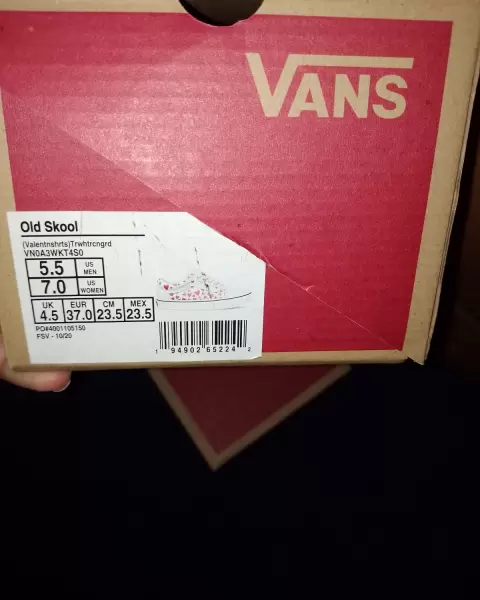 VANS
Old Skool
(Valentnshrts)Trwhtrcngrd
VN0A3WKT4S0
5.5 US MEN
7.0 US WOMEN
UK EUR CM MEX
4.5 37.0 23.5 23.5
PO#4001105150
FSV - 10/20
1 94902 65224 2